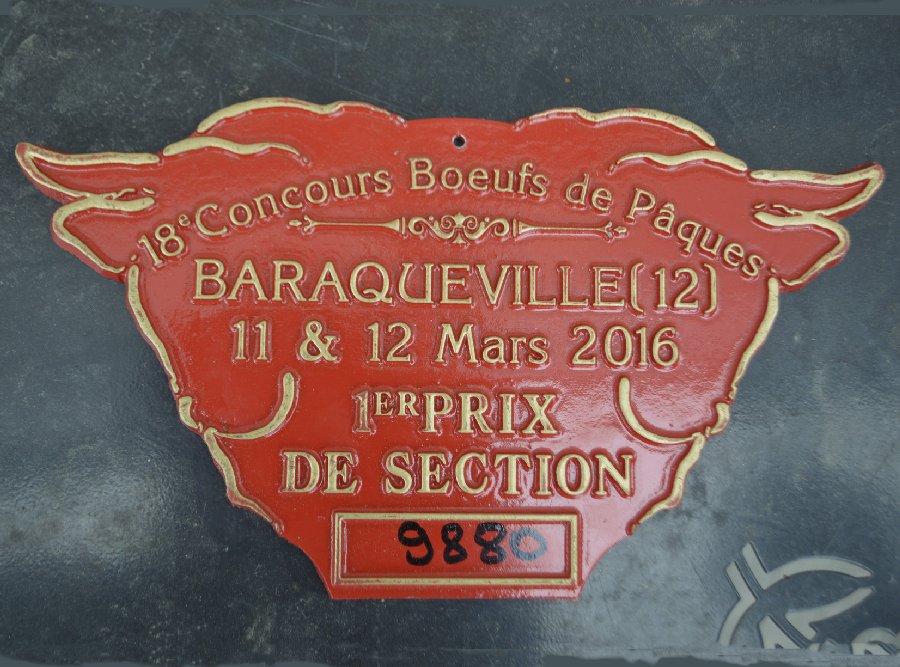 18e Concours Boeufs de Pâques
BARAQUEVILLE (12)
11 & 12 Mars 2016
1ER PRIX
DE SECTION
9880